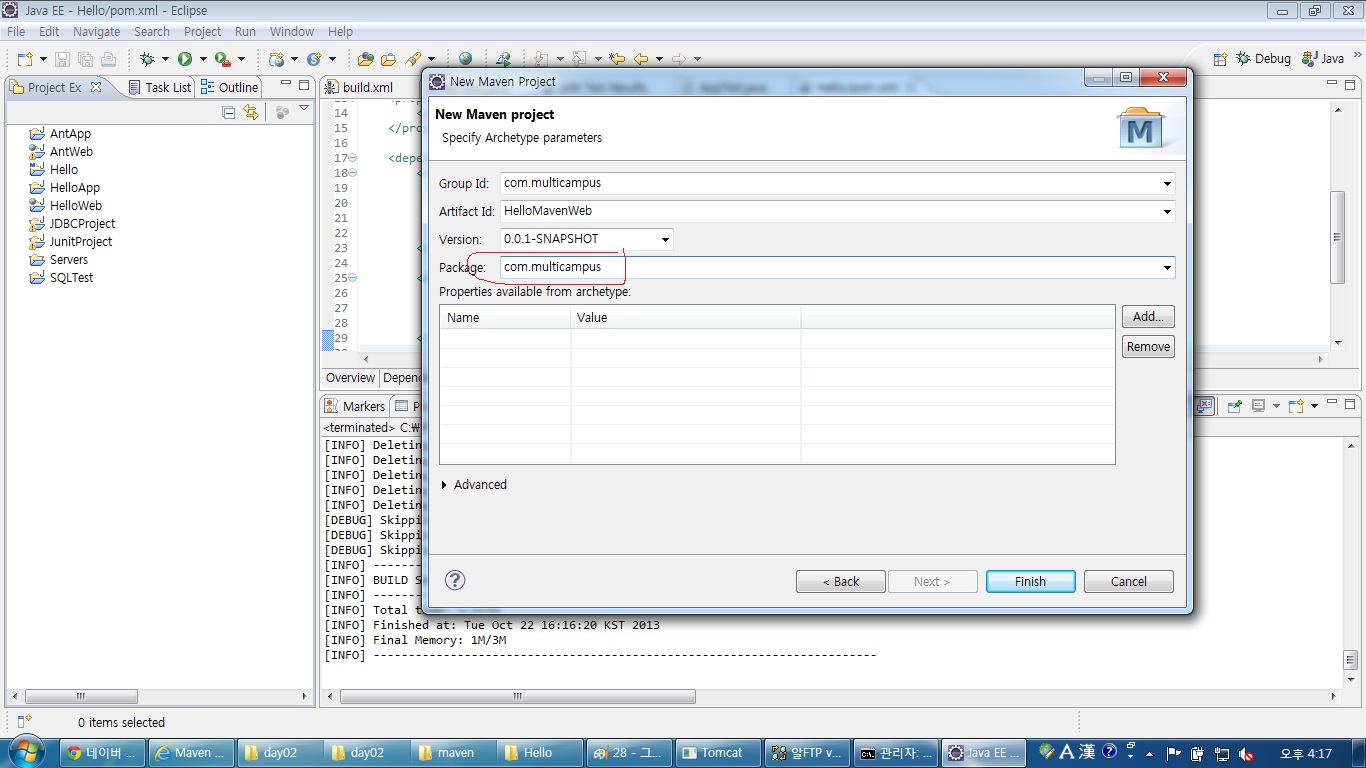 Java EE - Hello/pom.xml - Eclipse
File Edit Navigate Search Project Run Window Help
Debug Java
Project Ex Task List Outline
build.xml
AntApp
AntWeb
Hello
HelloApp
HelloWeb
JDBCProject
JunitProject
Servers
SQLTest
14
15 </pro
16
17 <depe
18 <
19
20
21
22
23 <
24
25 <
26
27
28
29 <
Overview Depend
New Maven Project
New Maven project
Specify Archetype parameters
M
Group Id: com.multicampus
Artifact Id: HelloMavenWeb
Version: 0.0.1-SNAPSHOT
Package: com.multicampus
Properties available from archetype:
Name Value
Add...
Remove
Advanced
< Back Next > Finish Cancel
Markers P
<terminated> C:\
[INFO] Deletin
[INFO] Deletin
[INFO] Deletin
[INFO] Deletin
[INFO] Deletin
[DEBUG] Skippi
[DEBUG] Skippi
[DEBUG] Skippi
[INFO] ---
[INFO] BUILD S
[INFO] ---
[INFO] Total t
[INFO] Finished at: Tue Oct 22 16:16:20 KST 2013
[INFO] Final Memory: 1M/3M
[INFO] ------------------------------------------------------------------------
0 items selected
네이버 ... Maven ... day02 day02 maven Hello 28 - 그... Tomcat 알FTP v... 관리자: ... Java EE ... A 漢 오후 4:17